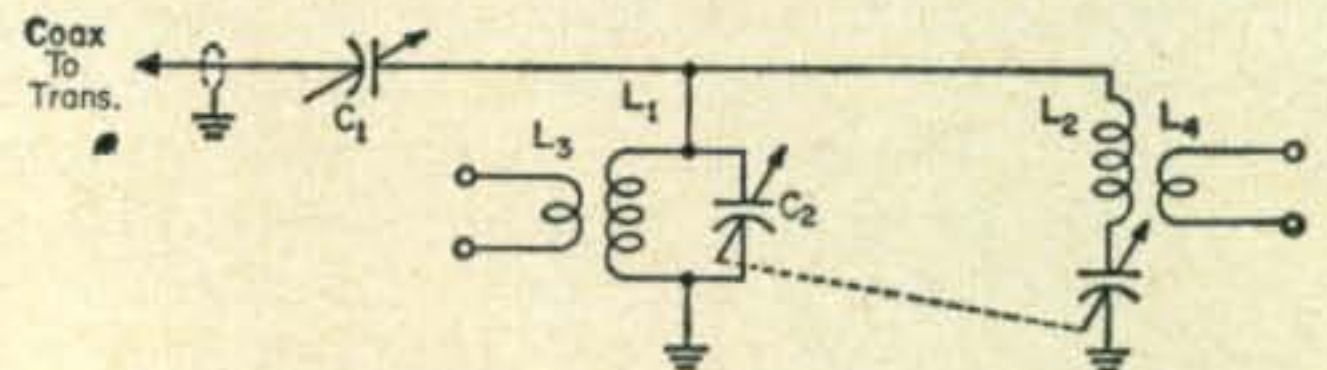 Coax
To
Trans.
C₁
L₁
L₃
C₂
L₂
L₄